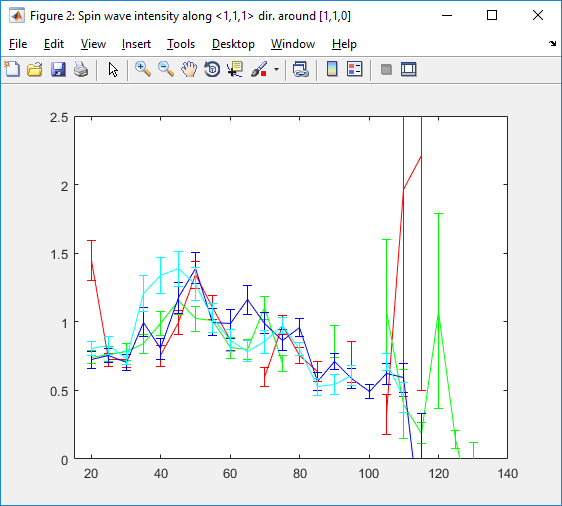 Figure 2: Spin wave intensity along <1,1,1> dir. around [1,1,0]
File Edit View Insert Tools Desktop Window Help
2.5
2
1.5
1
0.5
0
20 40 60 80 100 120 140